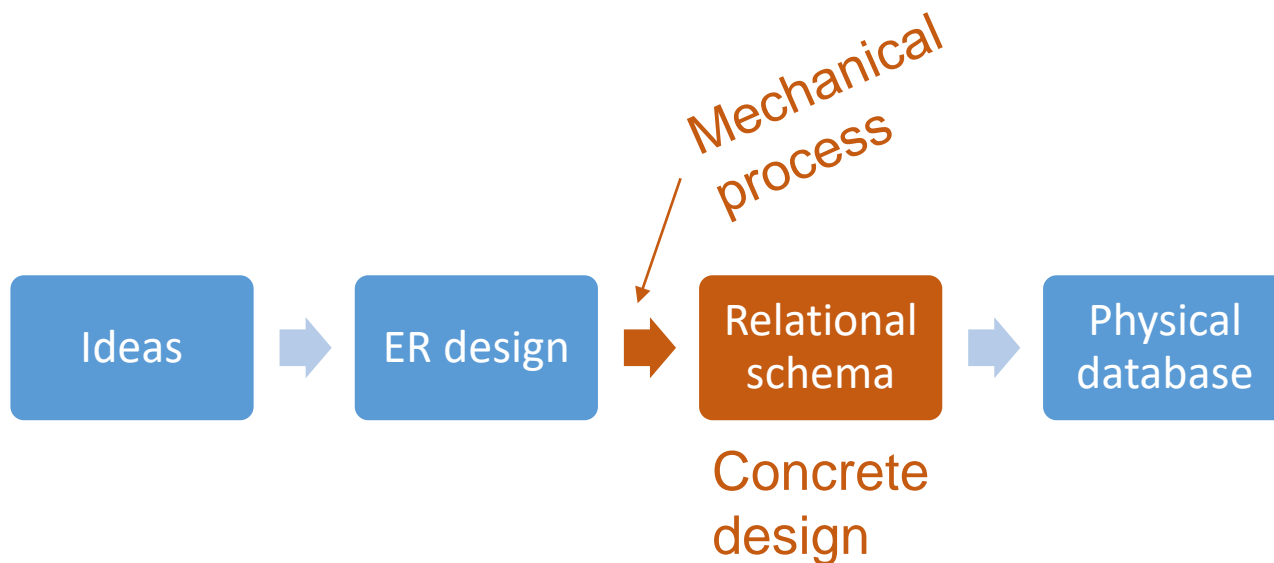 Mechanical
process
Ideas
ER design
Relational
schema
Physical
database
Concrete
design